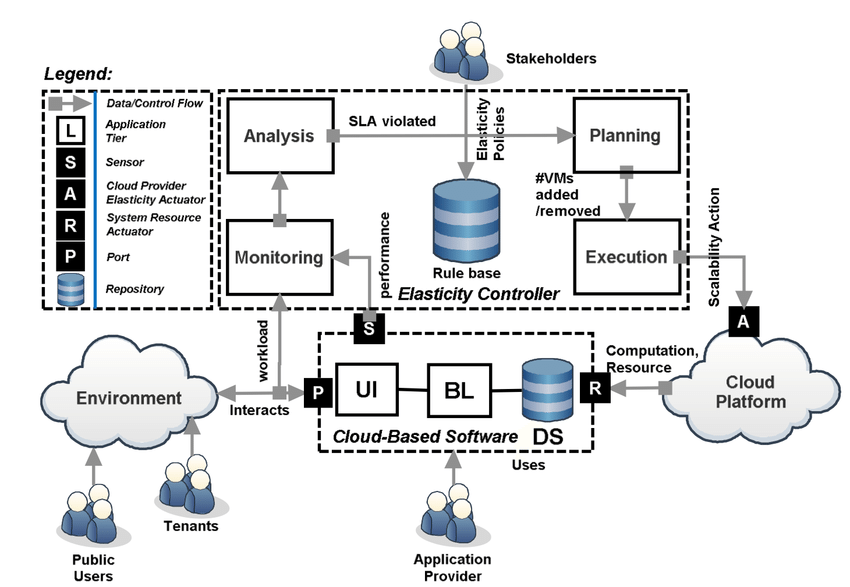 Stakeholders
Legend:
Data/Control Flow
L
Application
Tier
S
Sensor
A
Cloud Provider
Elasticity Actuator
R
System Resource
Actuator
P
Port
Repository
Analysis
SLA violated
Elasticity
Policies
Planning
#VMs
added
/removed
Monitoring
performance
Rule base
Execution
Scalability Action
Elasticity Controller
workload
S
A
Environment
Interacts
P
UI
BL
DS
R
Cloud-Based Software
Computation,
Resource
Cloud
Platform
Uses
Tenants
Public
Users
Application
Provider